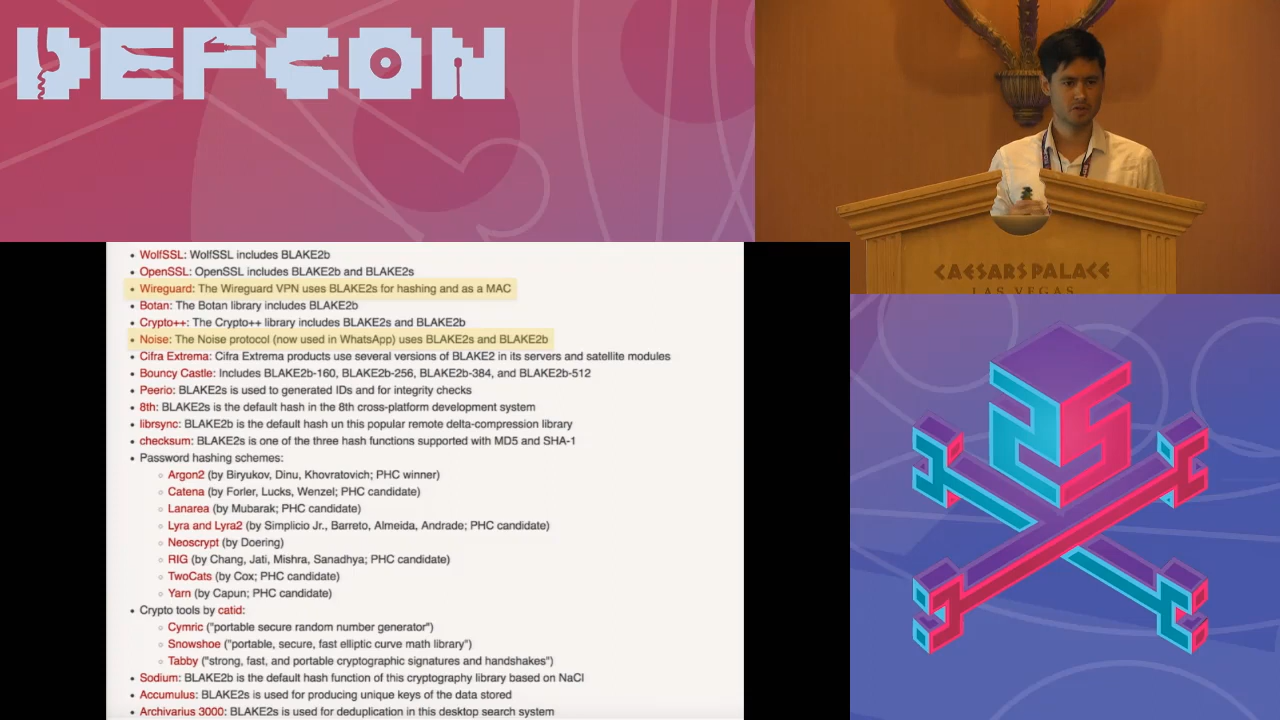 DEFCON
CAESARS PALACE
LAS VEGAS
WolfSSL: WolfSSL includes BLAKE2b
OpenSSL: OpenSSL includes BLAKE2b and BLAKE2s
Wireguard: The Wireguard VPN uses BLAKE2s for hashing and as a MAC
Botan: The Botan library includes BLAKE2b
Crypto++: The Crypto++ library includes BLAKE2s and BLAKE2b
Noise: The Noise protocol (now used in WhatsApp) uses BLAKE2s and BLAKE2b
Cifra Extrema: Cifra Extrema products use several versions of BLAKE2 in its servers and satellite modules
Bouncy Castle: Includes BLAKE2b-160, BLAKE2b-256, BLAKE2b-384, and BLAKE2b-512
Peerio: BLAKE2s is used to generated IDs and for integrity checks
8th: BLAKE2s is the default hash in the 8th cross-platform development system
librsync: BLAKE2b is the default hash un this popular remote delta-compression library
checksum: BLAKE2s is one of the three hash functions supported with MD5 and SHA-1
Password hashing schemes:
Argon2 (by Biryukov, Dinu, Khovratovich; PHC winner)
Catena (by Forler, Lucks, Wenzel; PHC candidate)
Lanarea (by Mubarak; PHC candidate)
Lyra and Lyra2 (by Simplicio Jr., Barreto, Almeida, Andrade; PHC candidate)
Neoscrypt (by Doering)
RIG (by Chang, Jati, Mishra, Sanadhya; PHC candidate)
TwoCats (by Cox; PHC candidate)
Yarn (by Capun; PHC candidate)
Crypto tools by catid:
Cymric ("portable secure random number generator")
Snowshoe ("portable, secure, fast elliptic curve math library")
Tabby ("strong, fast, and portable cryptographic signatures and handshakes")
Sodium: BLAKE2b is the default hash function of this cryptography library based on NaCl
Accumulus: BLAKE2s is used for producing unique keys of the data stored
Archivarius 3000: BLAKE2s is used for deduplication in this desktop search system